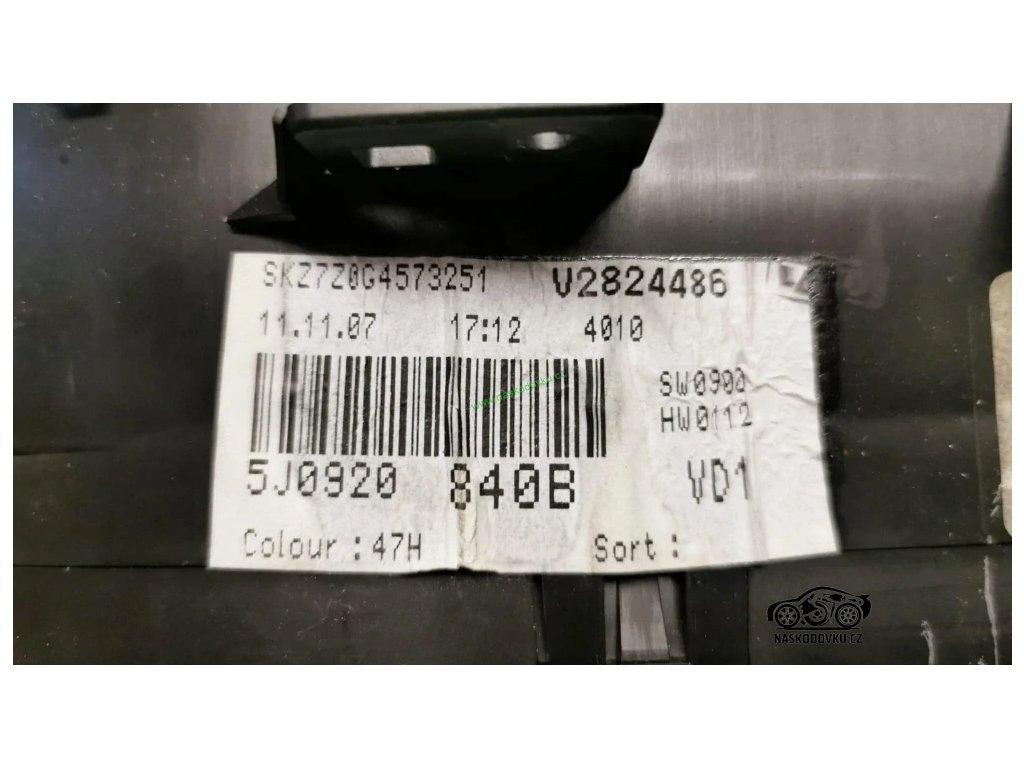 SKZ7Z0G4573251 V2824486
11.11.07 17:12 4010
SW0900
HW0112
5J0920 840B VD1
Colour : 47H Sort :
NASKODOVKU.CZ